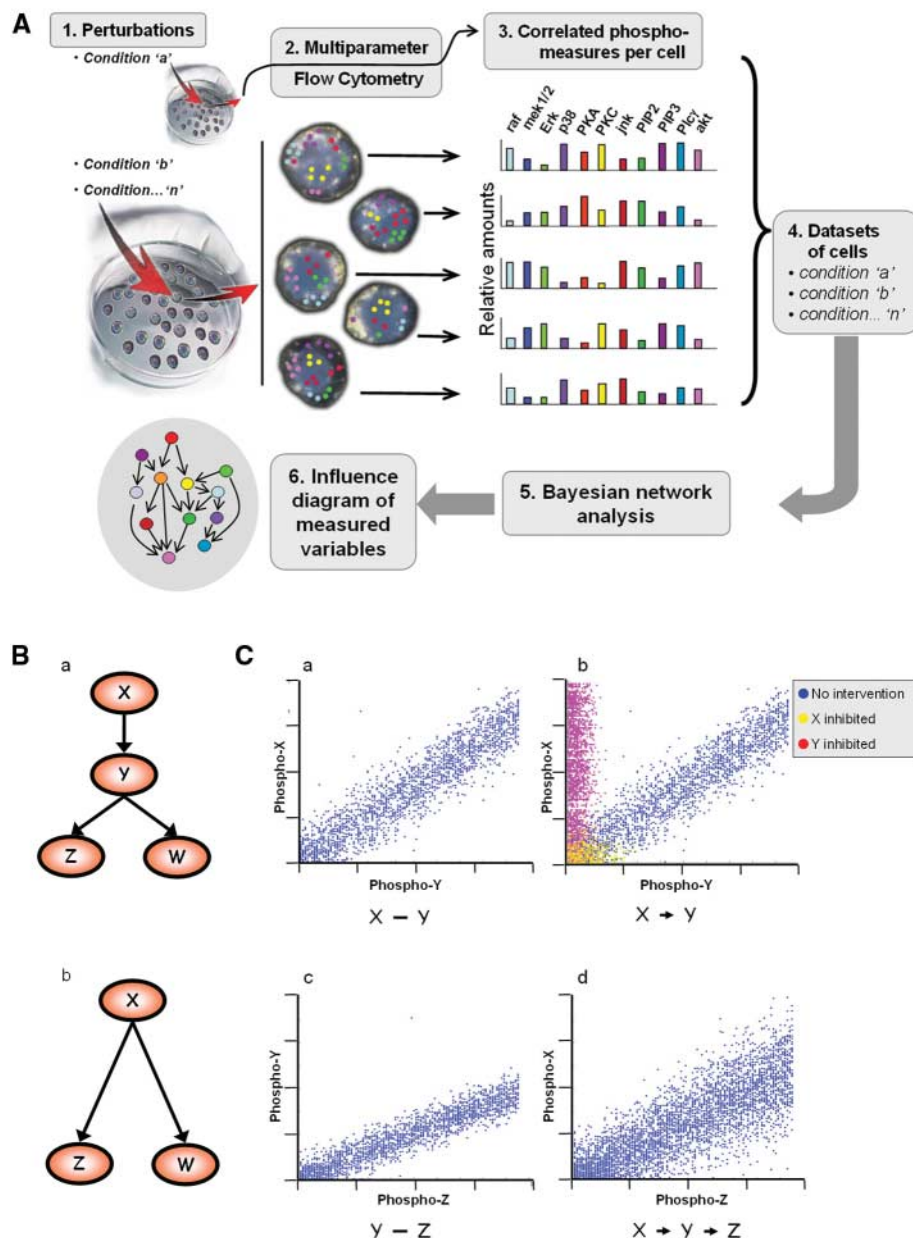 A
1. Perturbations
• Condition 'a'
2. Multiparameter
Flow Cytometry
3. Correlated phospho-
measures per cell
• Condition 'b'
• Condition... 'n'
raf
mek1/2
Erk
p38
PKA
PKC
jnk
PIP2
PIP3
Plcγ
akt
Relative amounts
4. Datasets
of cells
• condition 'a'
• condition 'b'
• condition... 'n'
5. Bayesian network
analysis
6. Influence
diagram of
measured
variables
B
a
X
Y
Z
W
b
X
Z
W
C
a
Phospho-X
Phospho-Y
X – Y
b
Phospho-X
Phospho-Y
X → Y
No intervention
X inhibited
Y inhibited
c
Phospho-Y
Phospho-Z
Y – Z
d
Phospho-X
Phospho-Z
X → Y → Z